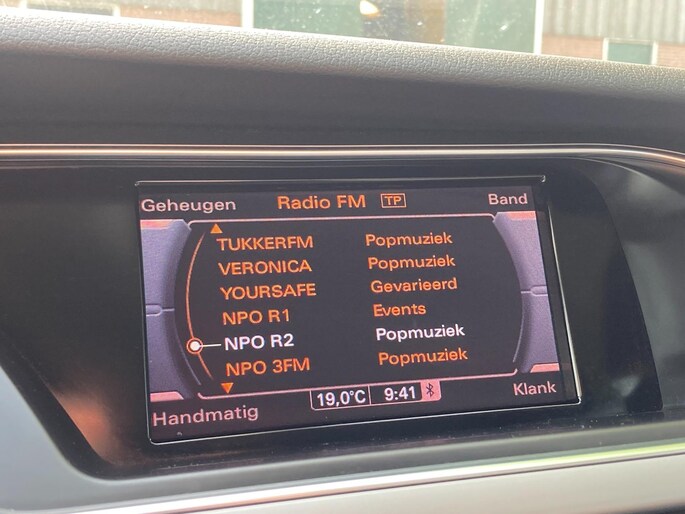 Geheugen Radio FM TP Band
TUKKERFM Popmuziek
VERONICA Popmuziek
YOURSAFE Gevarieerd
NPO R1 Events
NPO R2 Popmuziek
NPO 3FM Popmuziek
Handmatig 19,0°C 9:41 Klank